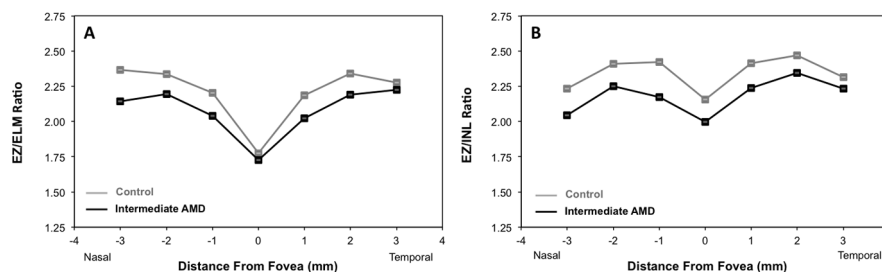 A
EZ/ELM Ratio
2.75
2.50
2.25
2.00
1.75
1.50
1.25
Control
Intermediate AMD
-4 -3 -2 -1 0 1 2 3 4
Nasal Temporal
Distance From Fovea (mm)
B
EZ/INL Ratio
2.75
2.50
2.25
2.00
1.75
1.50
1.25
Control
Intermediate AMD
-4 -3 -2 -1 0 1 2 3 4
Nasal Temporal
Distance From Fovea (mm)